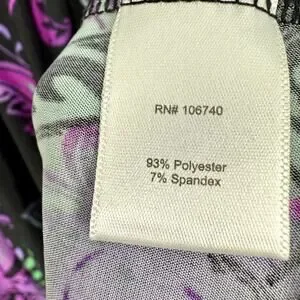 RN# 106740
93% Polyester
7% Spandex